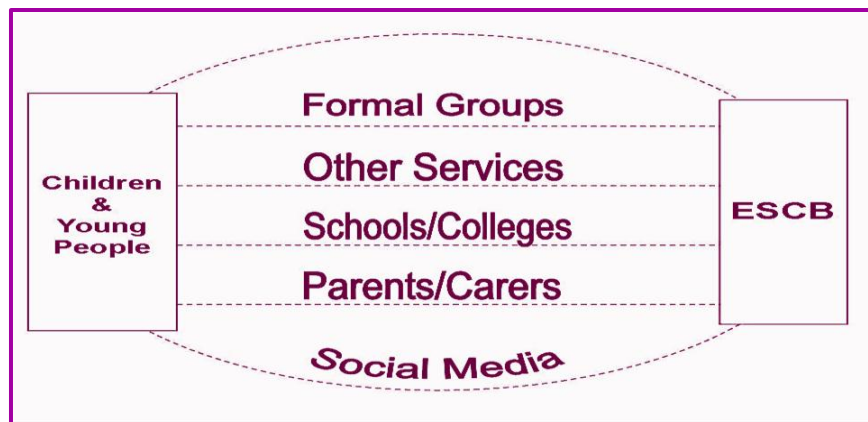 Children
&
Young
People
Formal Groups
Other Services
Schools/Colleges
Parents/Carers
Social Media
ESCB